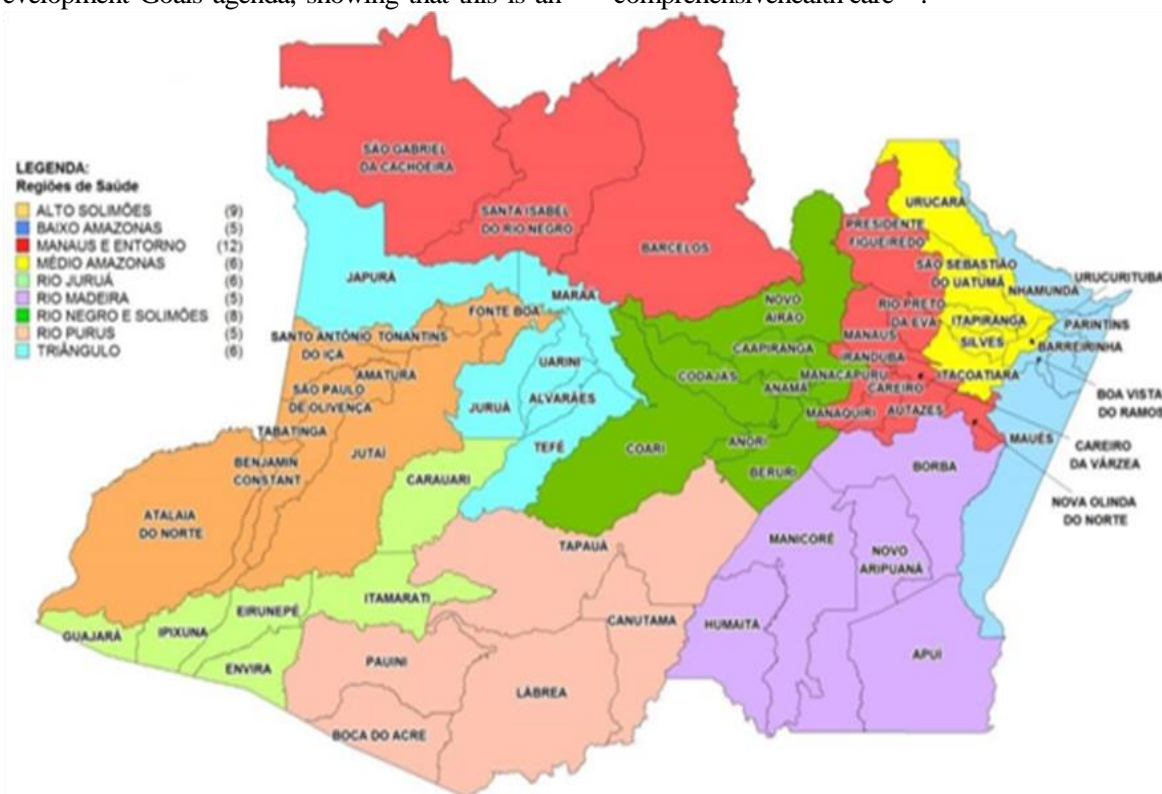 evelopment Goals agenda, showing that this is an
comprehensivehealth care
LEGENDA:
Regiões de Saúde
ALTO SOLIMÕES (9)
BAIXO AMAZONAS (5)
MANAUS E ENTORNO (12)
MÉDIO AMAZONAS (6)
RIO JURUÁ (6)
RIO MADEIRA (5)
RIO NEGRO E SOLIMÕES (8)
RIO PURUS (5)
TRIÂNGULO (6)
SÃO GABRIEL
DA CACHOEIRA
SANTA ISABEL
DO RIO NEGRO
BARCELOS
JAPURÁ
MARAÃ
FONTE BOA
SANTO ANTÔNIO
DO IÇA
TONANTINS
AMATURA
SÃO PAULO
DE OLIVENÇA
TABATINGA
BENJAMIN
CONSTANT
JUTAÍ
ATALAIA
DO NORTE
UARINI
ALVARÃES
JURUÁ
TEFÉ
CARAUARI
NOVO
AIRÃO
CAAPIRANGA
CODAJÁS
ANAMÃ
MANACAPURU
COARI
ANORI
BERURI
URUCARÁ
PRESIDENTE
FIGUEIREDO
SÃO SEBASTIÃO
DO UATUMÃ
NHAMUNDÁ
URUCURITUBA
RIO PRETO
DA EVA
ITAPIRANGA
PARINTINS
MANAUS
SILVES
BARREIRINHA
IRANDUBA
ITACOATIARA
CAREIRO
BOA VISTA
DO RAMOS
MANAQUIRI
AUTAZES
MAUÉS
CAREIRO
DA VÁRZEA
NOVA OLINDA
DO NORTE
BORBA
MANICORÉ
NOVO
ARIPUANÃ
HUMAITÁ
APUÍ
TAPAUÁ
CANUTAMA
ITAMARATI
EIRUNEPÉ
IPIXUNA
GUAJARÁ
ENVIRA
PAUINI
LÁBREA
BOCA DO ACRE